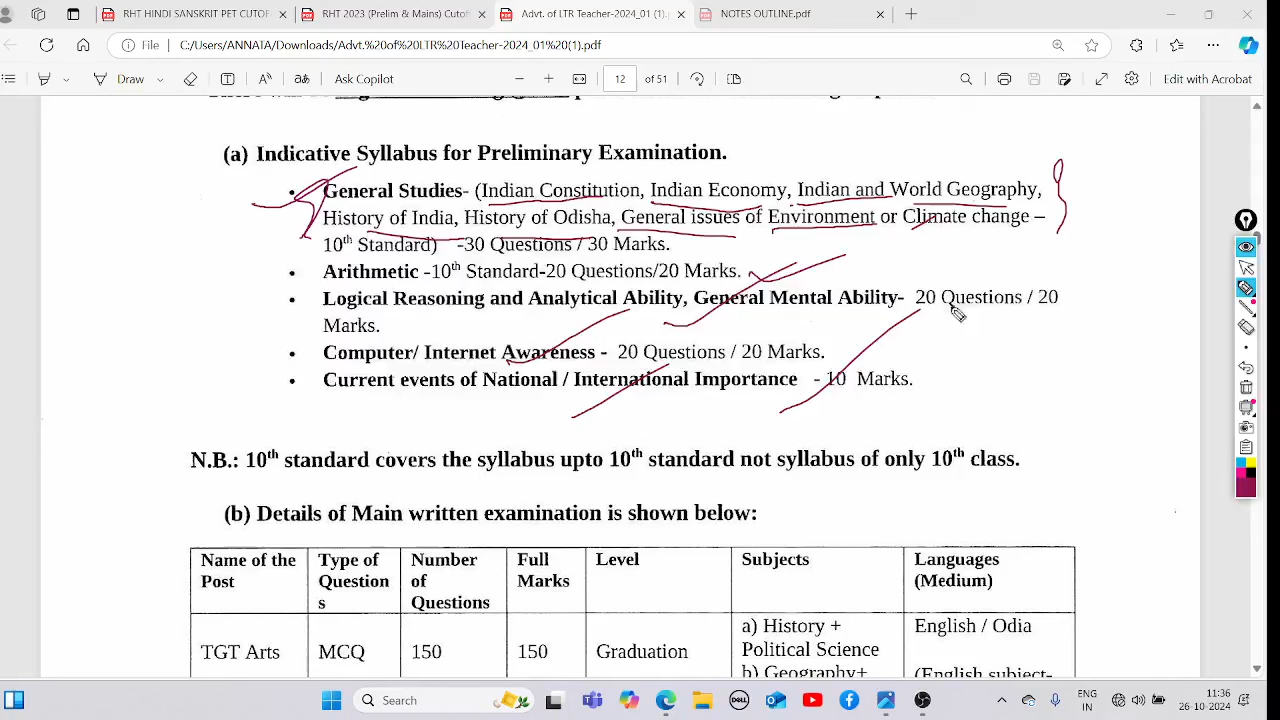 RHT HINDI SANSKRIT PET CUTOF
RHT 2023 (Prelim & Mains) Cutof
Advt. of LTR Teacher-2024_01 (1).p
NOTES OUTLINE.pdf
File
C:/Users/ANNATA/Downloads/Advt.%20of%20LTR%20Teacher-2024_01%20(1).pdf
Draw
Ask Copilot
12
of 51
Edit with Acrobat
(a) Indicative Syllabus for Preliminary Examination.
• General Studies- (Indian Constitution, Indian Economy, Indian and World Geography,
History of India, History of Odisha, General issues of Environment or Climate change –
10th Standard) -30 Questions / 30 Marks.
• Arithmetic -10th Standard-20 Questions/20 Marks.
• Logical Reasoning and Analytical Ability, General Mental Ability- 20 Questions / 20
Marks.
• Computer/ Internet Awareness - 20 Questions / 20 Marks.
• Current events of National / International Importance - 10 Marks.
N.B.: 10th standard covers the syllabus upto 10th standard not syllabus of only 10th class.
(b) Details of Main written examination is shown below:
Name of the Post
Type of Question s
Number of Questions
Full Marks
Level
Subjects
Languages (Medium)
TGT Arts
MCQ
150
150
Graduation
a) History +
Political Science
b) Geography+
English / Odia
(English subject-
Search
ENG
IN
11:36
26-10-2024